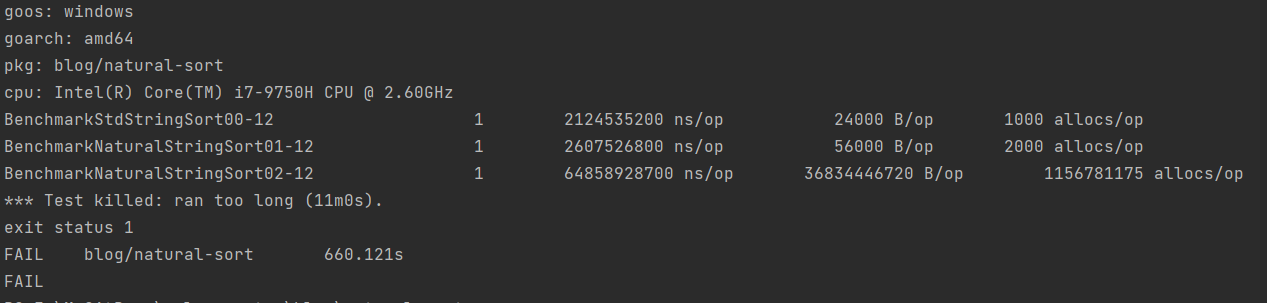 goos: windows
goarch: amd64
pkg: blog/natural-sort
cpu: Intel(R) Core(TM) i7-9750H CPU @ 2.60GHz
BenchmarkStdStringSort00-12 1 2124535200 ns/op 24000 B/op 1000 allocs/op
BenchmarkNaturalStringSort01-12 1 2607526800 ns/op 56000 B/op 2000 allocs/op
BenchmarkNaturalStringSort02-12 1 64858928700 ns/op 36834446720 B/op 1156781175 allocs/op
*** Test killed: ran too long (11m0s).
exit status 1
FAIL blog/natural-sort 660.121s
FAIL